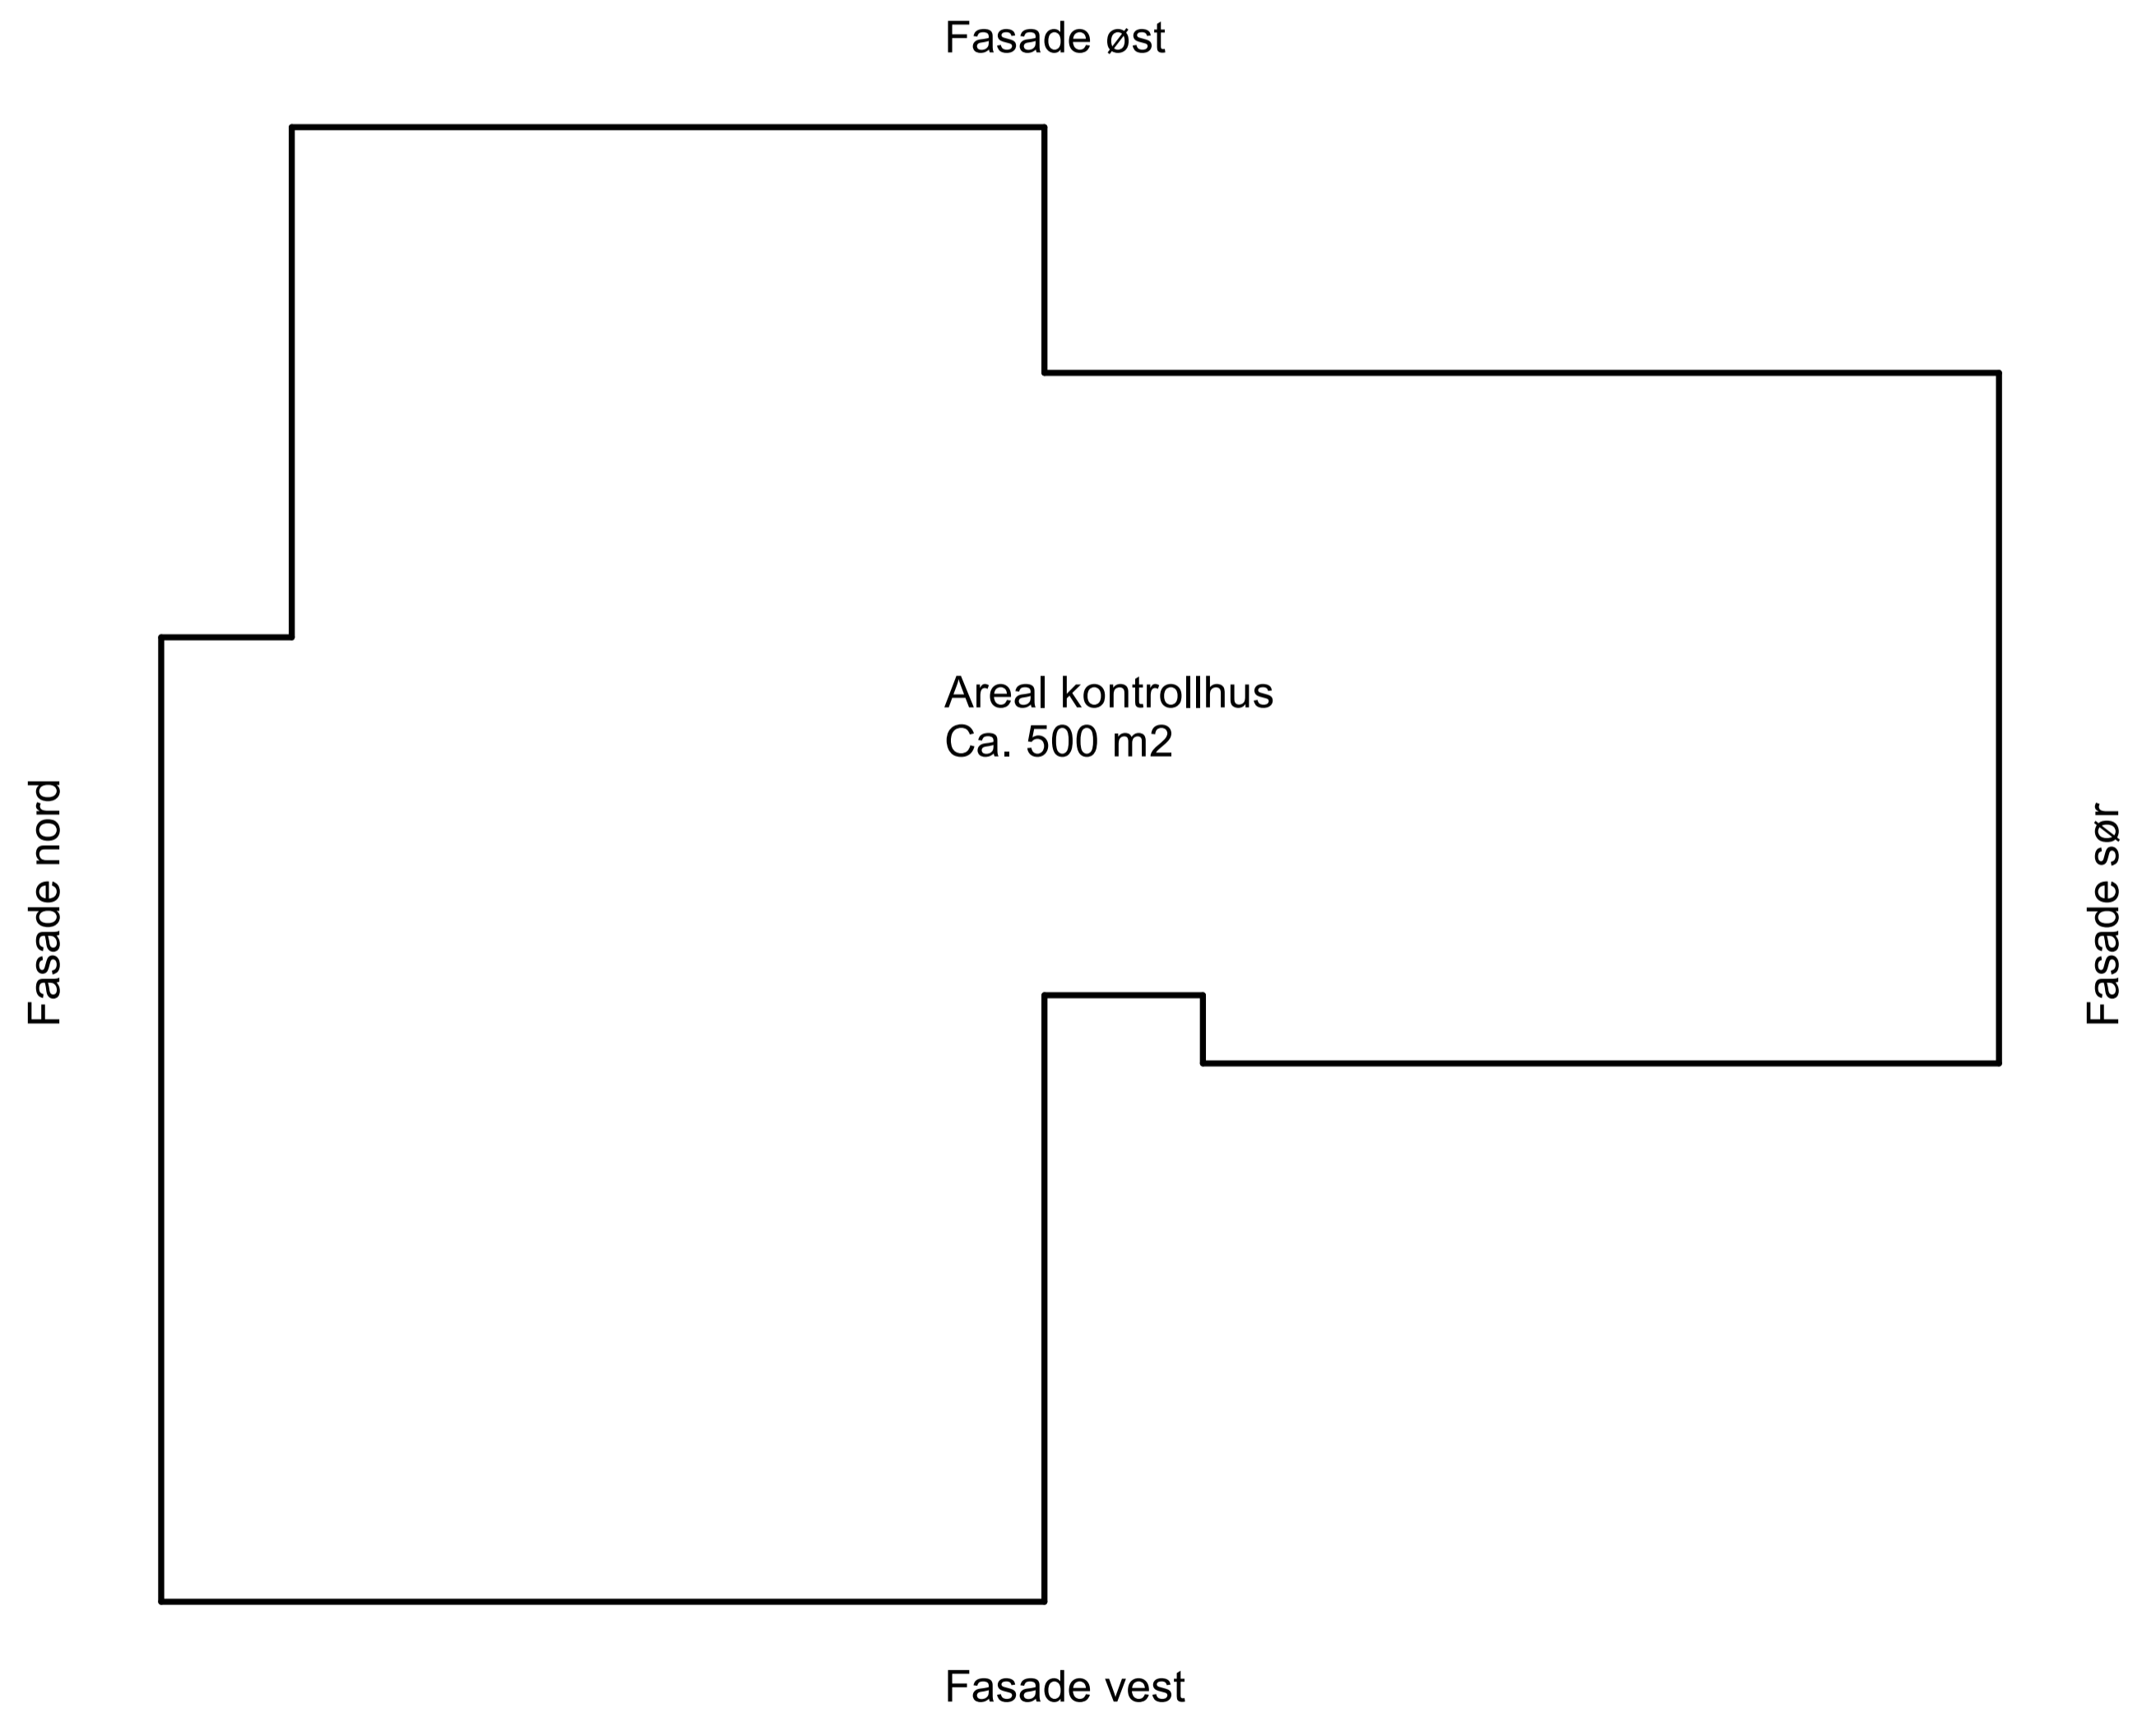 Fasade øst
Areal kontrollhus
Ca. 500 m2
Fasade nord
Fasade sør
Fasade vest